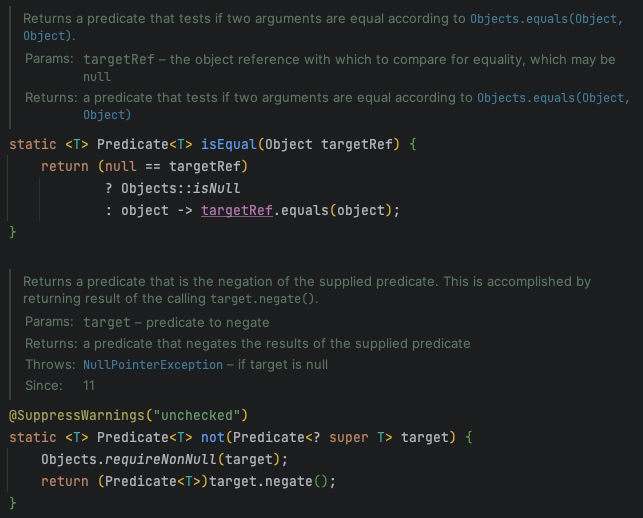 Returns a predicate that tests if two arguments are equal according to Objects.equals(Object,
Object).
Params: targetRef – the object reference with which to compare for equality, which may be
null
Returns: a predicate that tests if two arguments are equal according to Objects.equals(Object,
Object)
static <T> Predicate<T> isEqual(Object targetRef) {
return (null == targetRef)
? Objects::isNull
: object -> targetRef.equals(object);
}
Returns a predicate that is the negation of the supplied predicate. This is accomplished by
returning result of the calling target.negate().
Params: target – predicate to negate
Returns: a predicate that negates the results of the supplied predicate
Throws: NullPointerException – if target is null
Since: 11
@SuppressWarnings("unchecked")
static <T> Predicate<T> not(Predicate<? super T> target) {
Objects.requireNonNull(target);
return (Predicate<T>)target.negate();
}